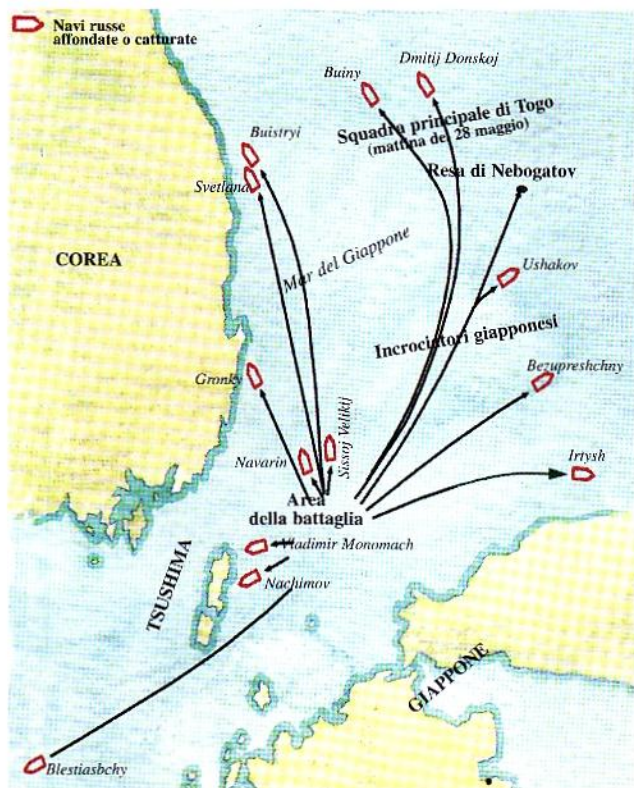 Navi russe
affondate o catturate
Dmitij Donskoj
Buiny
Squadra principale di Togo
(mattina del 28 maggio)
Buistryi
Resa di Nebogatov
Svetlana
Mar del Giappone
COREA
Ushakov
Incrociatori giapponesi
Bezupreshchny
Gronky
Sissoj Velikij
Navarin
Irtysh
Area
della battaglia
Vladimir Monomach
TSUSHIMA
Nachimov
GIAPPONE
Blestiasbchy